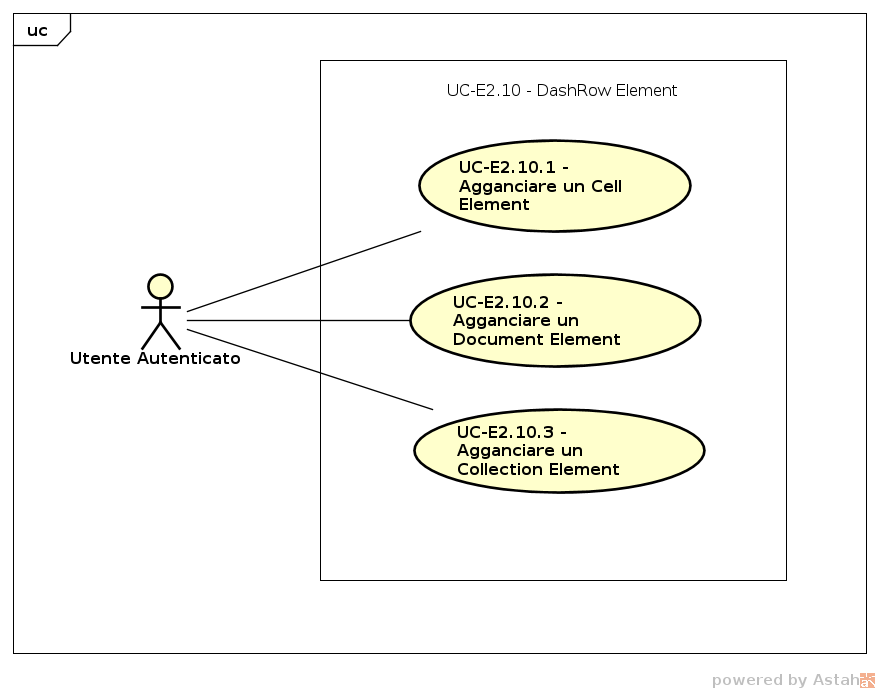 uc
UC-E2.10 - DashRow Element
UC-E2.10.1 -
Agganciare un Cell
Element
UC-E2.10.2 -
Agganciare un
Document Element
Utente Autenticato
UC-E2.10.3 -
Agganciare un
Collection Element
powered by Astah